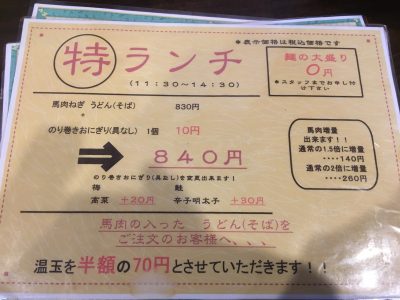 特ランチ
(11:30~14:30)
*表示価格は税込価格です
麺の大盛り
0円
*スタッフまでお申し付け下さい
馬肉ねぎ うどん(そば) 830円
+
のり巻きおにぎり(具なし) 1個 10円
840円
のり巻きおにぎり(具なし)を変更出来ます!
梅 鮭
高菜 +20円 辛子明太子 +30円
馬肉増量
出来ます!!
通常の1.5倍に増量
・・・・140円
通常の2倍に増量
・・・・260円
馬肉の入った うどん(そば)を
ご注文のお客様へ、、、
温玉を半額の70円とさせていただきます!!